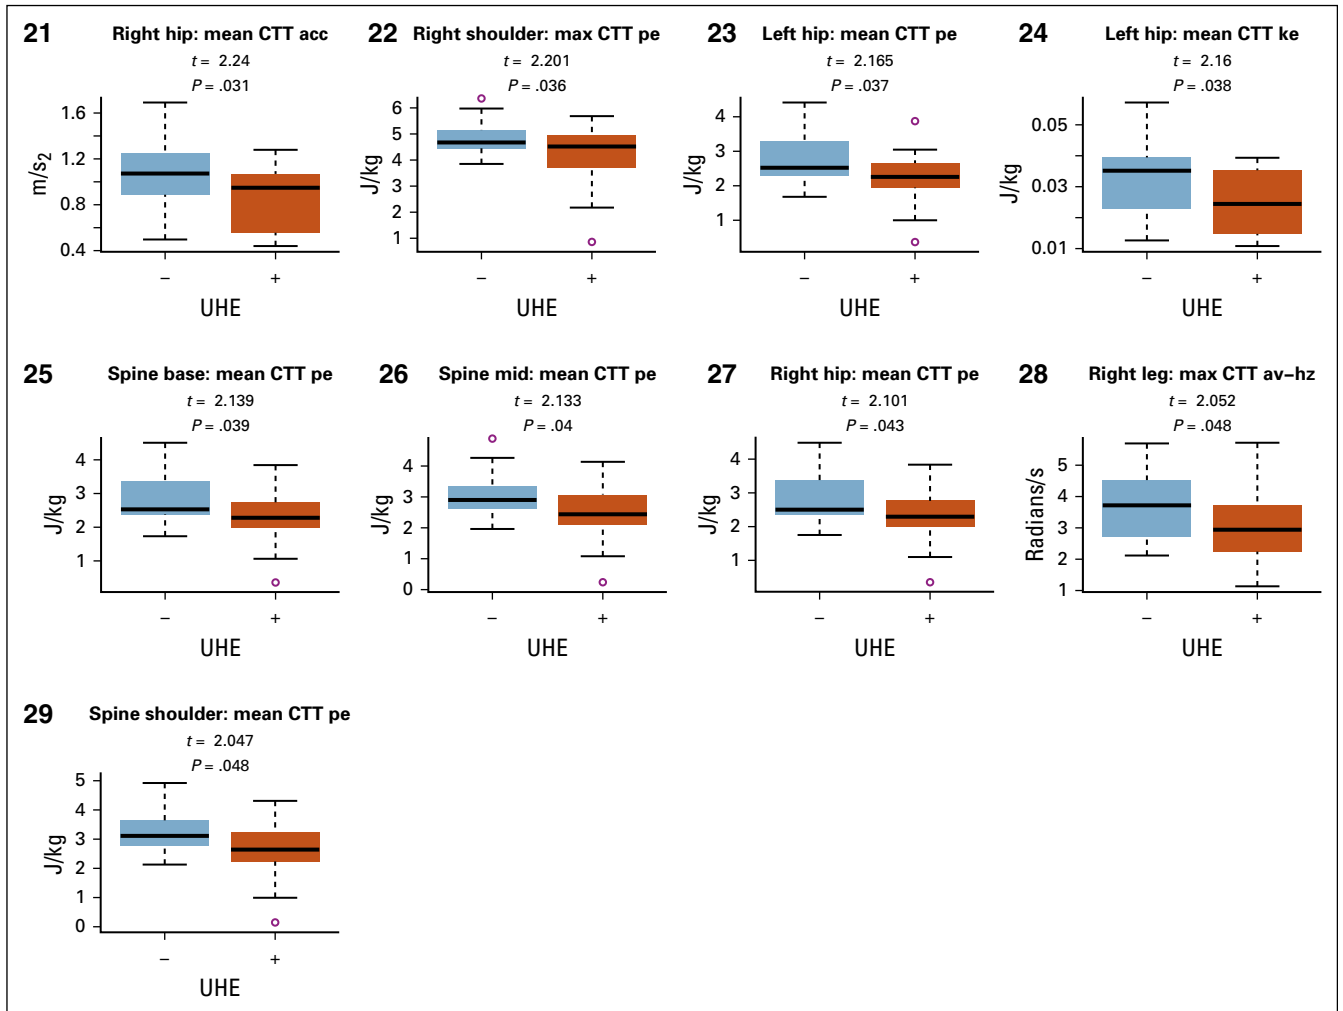 21 Right hip: mean CTT acc
t = 2.24
P = .031
m/s2
1.6
1.2
0.8
0.4
– +
UHE
22 Right shoulder: max CTT pe
t = 2.201
P = .036
J/kg
6
5
4
3
2
1
– +
UHE
23 Left hip: mean CTT pe
t = 2.165
P = .037
J/kg
4
3
2
1
– +
UHE
24 Left hip: mean CTT ke
t = 2.16
P = .038
J/kg
0.05
0.03
0.01
– +
UHE
25 Spine base: mean CTT pe
t = 2.139
P = .039
J/kg
4
3
2
1
– +
UHE
26 Spine mid: mean CTT pe
t = 2.133
P = .04
J/kg
4
3
2
1
0
– +
UHE
27 Right hip: mean CTT pe
t = 2.101
P = .043
J/kg
4
3
2
1
– +
UHE
28 Right leg: max CTT av–hz
t = 2.052
P = .048
Radians/s
5
4
3
2
1
– +
UHE
29 Spine shoulder: mean CTT pe
t = 2.047
P = .048
J/kg
5
4
3
2
1
0
– +
UHE